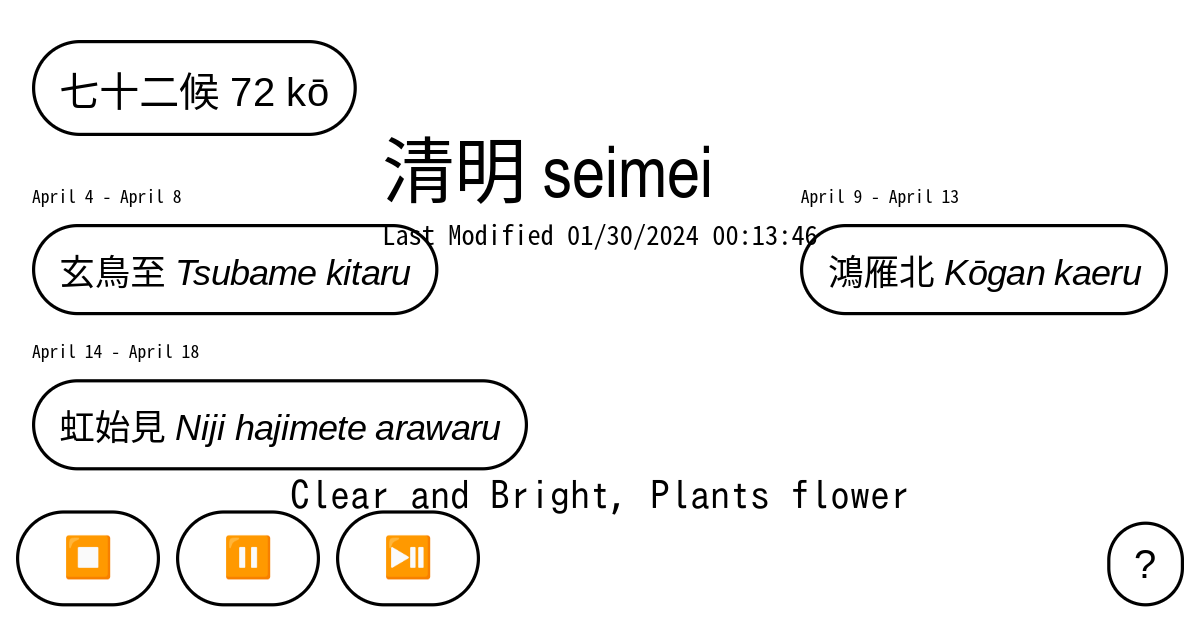 七十二候 72 kō
清明 seimei
Last Modified 01/30/2024 00:13:46
April 4 - April 8
玄鳥至 Tsubame kitaru
April 9 - April 13
鴻雁北 Kōgan kaeru
April 14 - April 18
虹始見 Niji hajimete arawaru
Clear and Bright, Plants flower
?